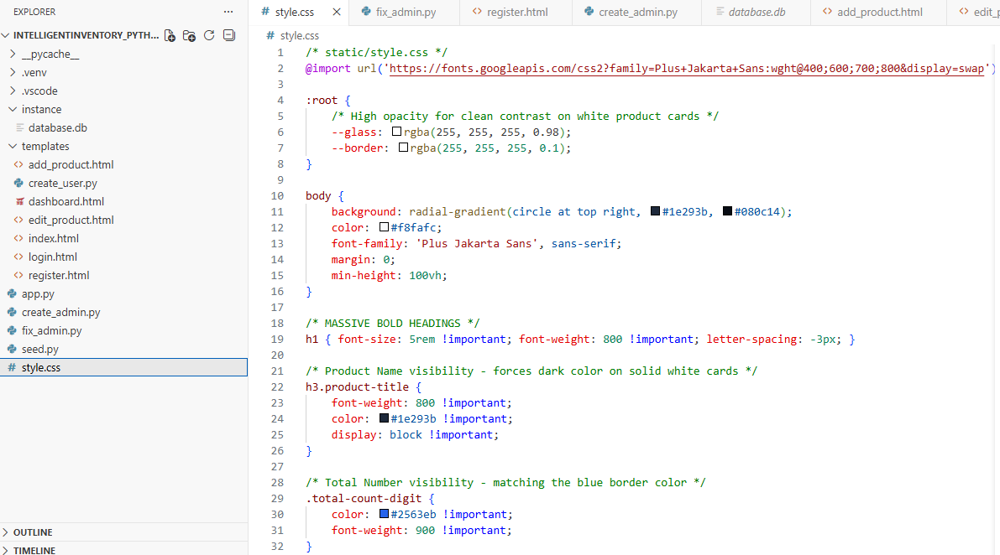 EXPLORER
INTELLIGENTINVENTORY_PYTH...
__pycache__
.venv
.vscode
instance
database.db
templates
add_product.html
create_user.py
dashboard.html
edit_product.html
index.html
login.html
register.html
app.py
create_admin.py
fix_admin.py
seed.py
# style.css
OUTLINE
TIMELINE
# style.css
fix_admin.py
register.html
create_admin.py
database.db
add_product.html
edit_p
# style.css
1 /* static/style.css */
2 @import url('https://fonts.googleapis.com/css2?family=Plus+Jakarta+Sans:wght@400;600;700;800&display=swap')
3
4 :root {
5 /* High opacity for clean contrast on white product cards */
6 --glass: rgba(255, 255, 255, 0.98);
7 --border: rgba(255, 255, 255, 0.1);
8 }
9
10 body {
11 background: radial-gradient(circle at top right, #1e293b, #080c14);
12 color: #f8fafc;
13 font-family: 'Plus Jakarta Sans', sans-serif;
14 margin: 0;
15 min-height: 100vh;
16 }
17
18 /* MASSIVE BOLD HEADINGS */
19 h1 { font-size: 5rem !important; font-weight: 800 !important; letter-spacing: -3px; }
20
21 /* Product Name visibility - forces dark color on solid white cards */
22 h3.product-title {
23 font-weight: 800 !important;
24 color: #1e293b !important;
25 display: block !important;
26 }
27
28 /* Total Number visibility - matching the blue border color */
29 .total-count-digit {
30 color: #2563eb !important;
31 font-weight: 900 !important;
32 }